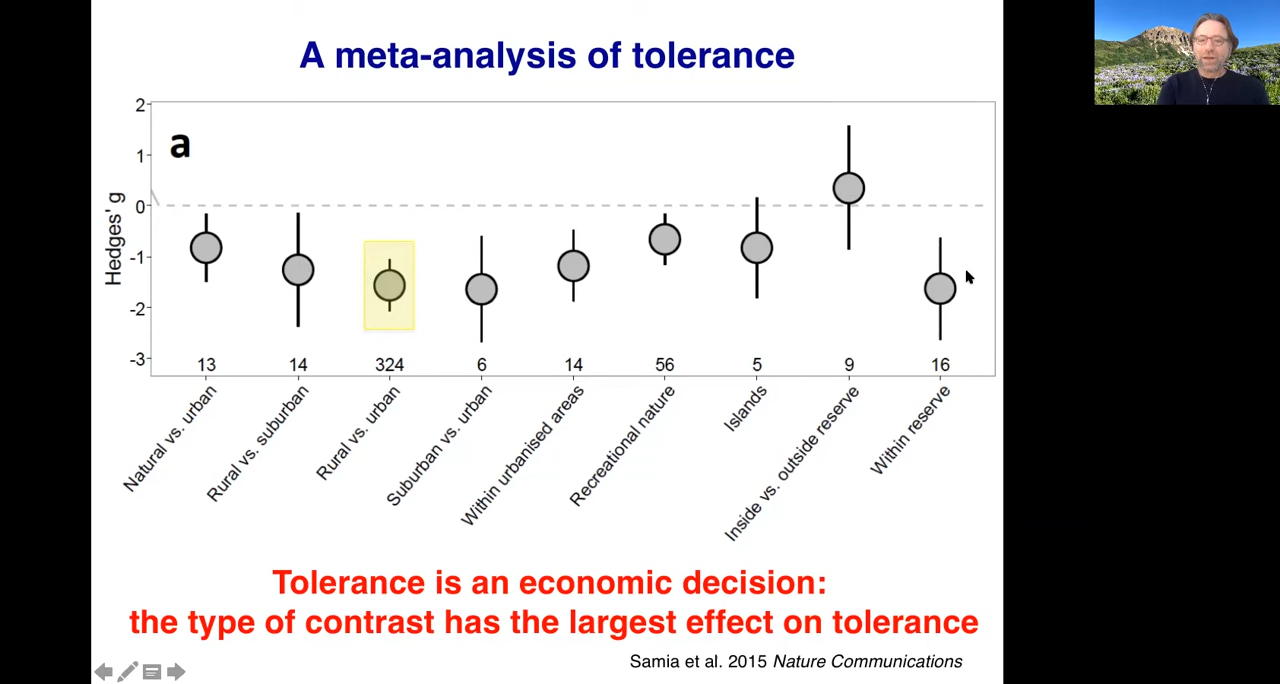 A meta-analysis of tolerance
a
2
1
0
-1
-2
-3
Hedges' g
13 14 324 6 14 56 5 9 16
Natural vs. urban
Rural vs. suburban
Rural vs. urban
Suburban vs. urban
Within urbanised areas
Recreational nature
Islands
Inside vs. outside reserve
Within reserve
Tolerance is an economic decision:
the type of contrast has the largest effect on tolerance
Samia et al. 2015 Nature Communications